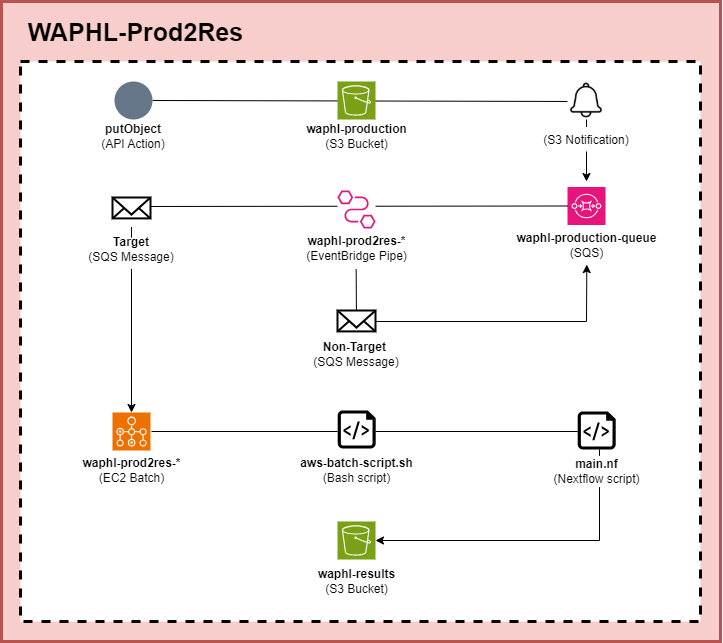 WAPHL-Prod2Res
putObject
(API Action)
waphl-production
(S3 Bucket)
(S3 Notification)
Target
(SQS Message)
waphl-prod2res-*
(EventBridge Pipe)
waphl-production-queue
(SQS)
Non-Target
(SQS Message)
waphl-prod2res-*
(EC2 Batch)
</>
aws-batch-script.sh
(Bash script)
</>
main.nf
(Nextflow script)
waphl-results
(S3 Bucket)